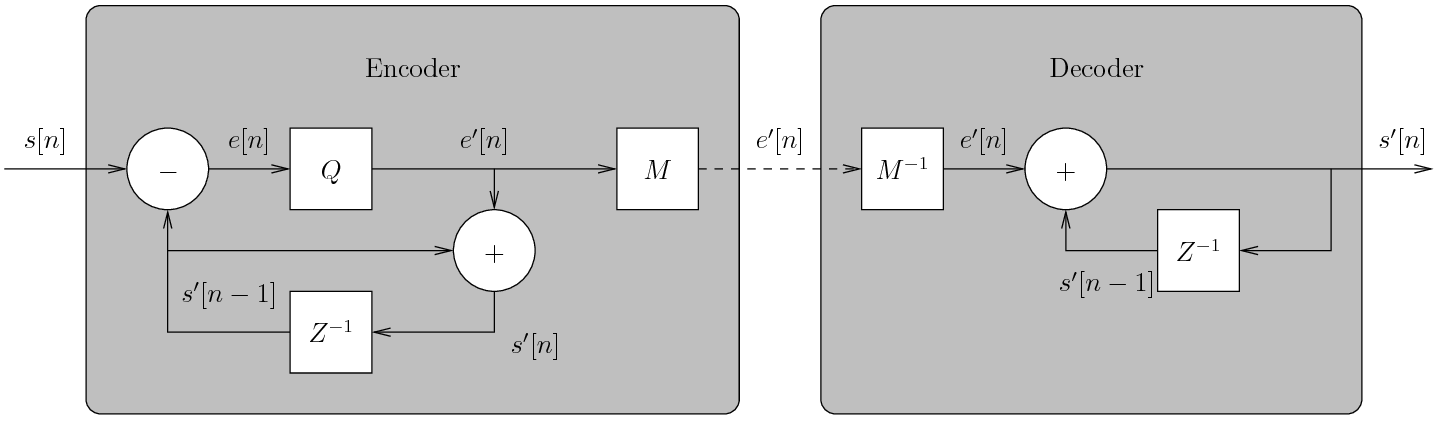 Encoder
Decoder
s[n]
e[n]
e′[n]
e′[n]
e′[n]
s′[n]
−
Q
M
M⁻¹
+
+
Z⁻¹
s′[n − 1]
s′[n − 1]
Z⁻¹
s′[n]